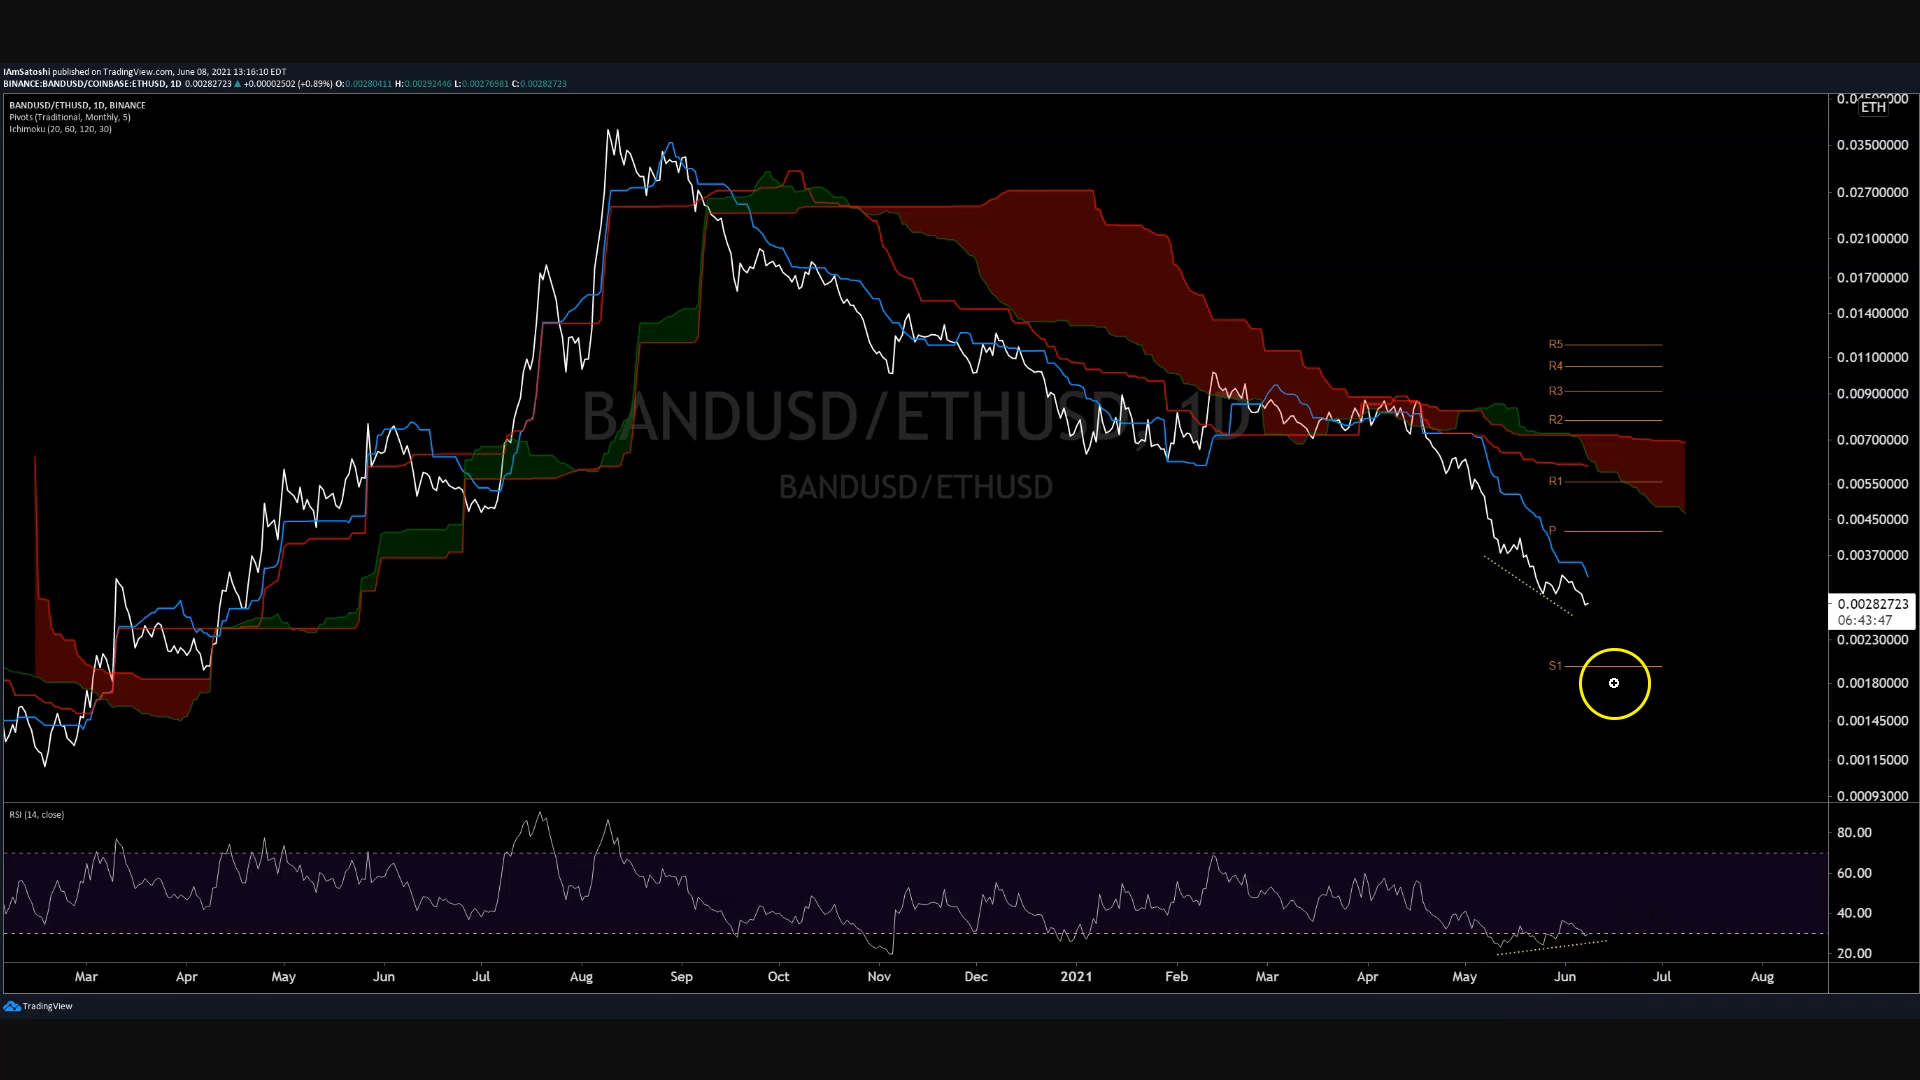 IAmSatoshi published on TradingView.com, June 08, 2021 13:16:10 EDT
BINANCE:BANDUSD/COINBASE:ETHUSD, 1D 0.00282723 ▲ +0.00002502 (+0.89%) O:0.00280411 H:0.00292446 L:0.00276981 C:0.00282723
BANDUSD/ETHUSD, 1D, BINANCE
Pivots (Traditional, Monthly, 5)
Ichimoku (20, 60, 120, 30)
ETH
0.03500000
0.02700000
0.02100000
0.01700000
0.01400000
0.01100000
0.00900000
0.00700000
0.00550000
0.00450000
0.00370000
0.00282723
06:43:47
0.00230000
0.00180000
0.00145000
0.00115000
0.00093000
BANDUSD/ETHUSD, 1D
BANDUSD/ETHUSD
R5
R4
R3
R2
R1
P
S1
RSI (14, close)
80.00
60.00
40.00
20.00
Mar Apr May Jun Jul Aug Sep Oct Nov Dec 2021 Feb Mar Apr May Jun Jul Aug
TradingView